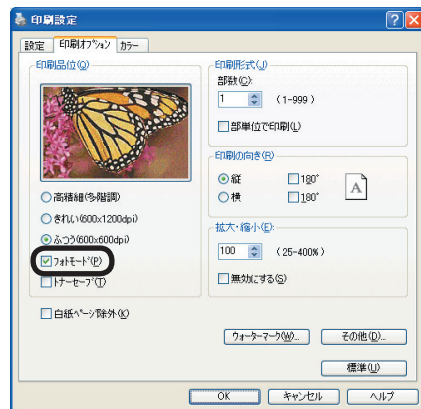 印刷設定
設定 印刷オプション カラー
印刷品位(Q)
高精細(多階調)
きれい(600x1200dpi)
ふつう(600x600dpi)
フォトモード(P)
トナーセーブ(T)
白紙ページ除外(K)
印刷形式(J)
部数(C):
1 (1-999)
部単位で印刷(L)
印刷の向き(R)
縦 180°
横 180°
A
拡大・縮小(E):
100 (25-400%)
無効にする(S)
ウォーターマーク(W)... その他(D)...
標準(U)
OK キャンセル ヘルプ